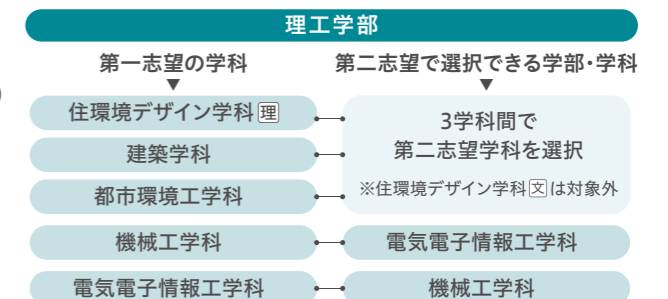 理工学部
第一志望の学科
第二志望で選択できる学部・学科
▼
▼
住環境デザイン学科 理
建築学科
都市環境工学科
3学科間で
第二志望学科を選択
※住環境デザイン学科 文 は対象外
機械工学科
電気電子情報工学科
電気電子情報工学科
機械工学科